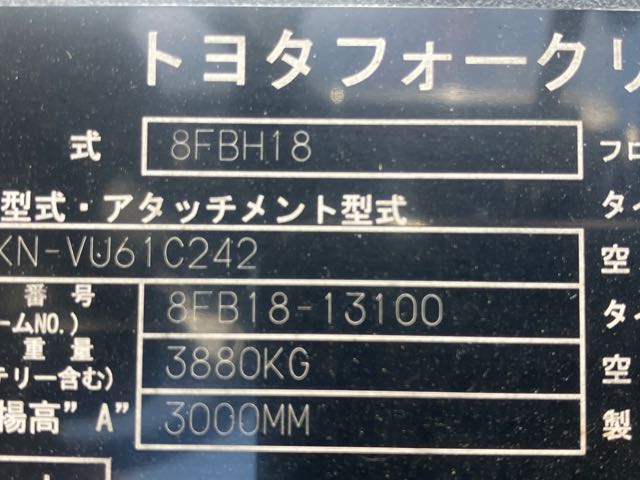 トヨタフォークリ
式 8FBH18 フロ
型式・アタッチメント型式 タイ
KN-VU61C242 空
番号 8FB18-13100 タイ
ームNO.)
重量 3880KG 空
テリー含む)
揚高"A" 3000MM 製